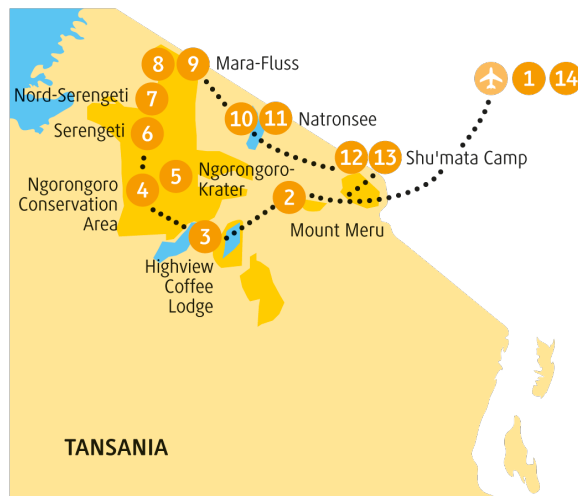 8 9 Mara-Fluss
1 14
Nord-Serengeti 7
10 11 Natronsee
Serengeti 6
12 13 Shu'mata Camp
Ngorongoro-
Krater
5
Ngorongoro
Conservation
Area
4
2
Mount Meru
3
Highview
Coffee
Lodge
TANSANIA